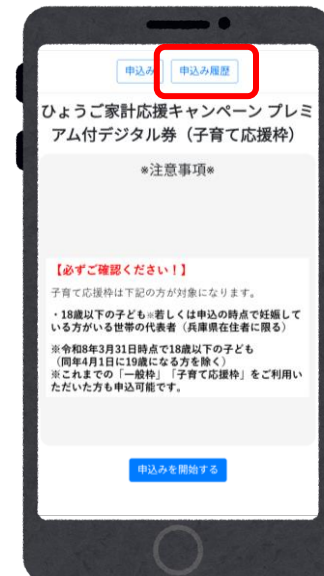 申込み
申込み履歴
ひょうご家計応援キャンペーン プレミ
アム付デジタル券（子育て応援枠）
※注意事項※
【必ずご確認ください！】
子育て応援枠は下記の方が対象になります。
・18歳以下の子ども※若しくは申込の時点で妊娠して
いる方がいる世帯の代表者（兵庫県在住者に限る）
※令和8年3月31日時点で18歳以下の子ども
（同年4月1日に19歳になる方を除く）
※これまでの「一般枠」「子育て応援枠」をご利用い
ただいた方も申込可能です。
申込みを開始する